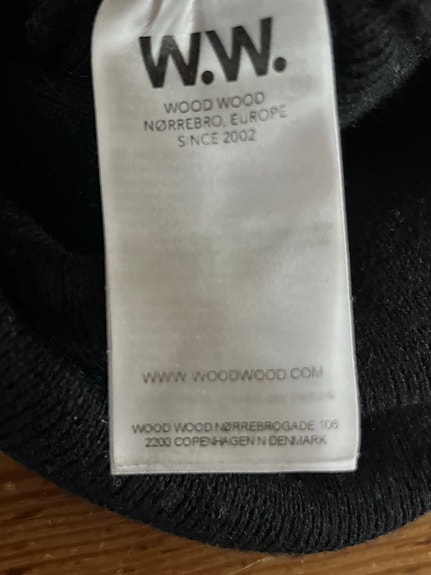 W.W.
WOOD WOOD
NØRREBRO, EUROPE
SINCE 2002
WWW.WOODWOOD.COM
WOOD WOOD NØRREBROGADE 106
2200 COPENHAGEN N DENMARK